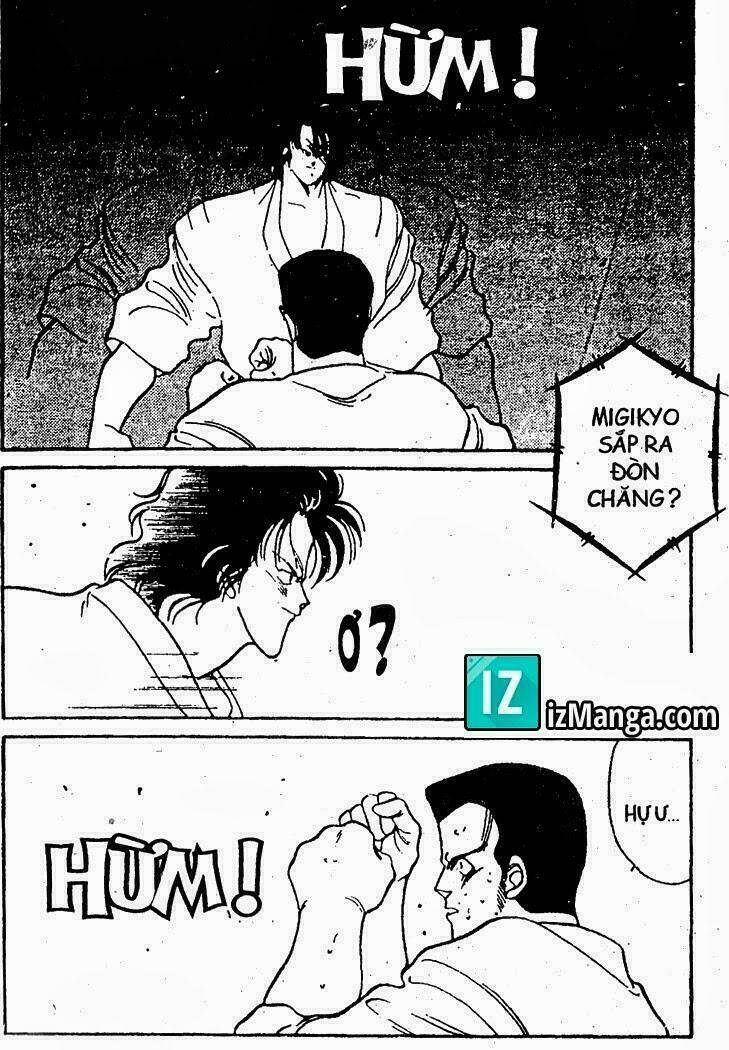 HỪM!
MIGIKYO
SẮP RA
ĐÒN
CHĂNG?
Ơ?
IZ
izManga.com
HỰ Ư...
HỪM!